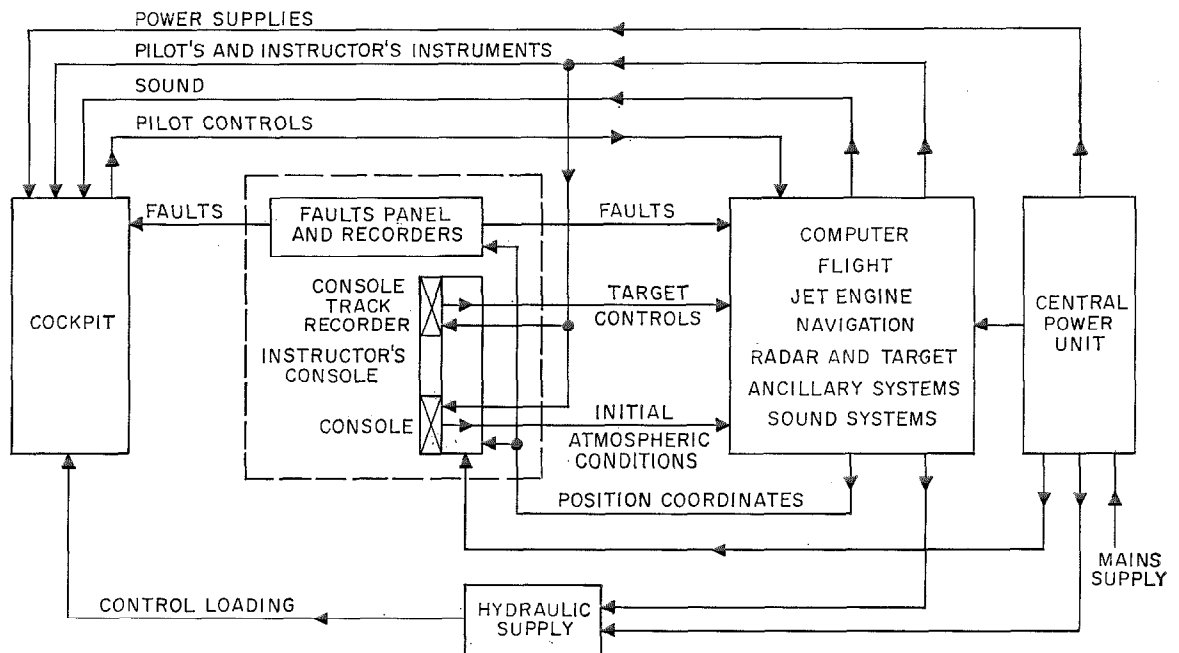 POWER SUPPLIES
PILOT'S AND INSTRUCTOR'S INSTRUMENTS
SOUND
PILOT CONTROLS
FAULTS
FAULTS PANEL
AND RECORDERS
FAULTS
COCKPIT
CONSOLE
TRACK
RECORDER
INSTRUCTOR'S
CONSOLE
CONSOLE
TARGET
CONTROLS
INITIAL
ATMOSPHERIC
CONDITIONS
POSITION COORDINATES
COMPUTER
FLIGHT
JET ENGINE
NAVIGATION
RADAR AND TARGET
ANCILLARY SYSTEMS
SOUND SYSTEMS
CENTRAL
POWER
UNIT
MAINS
SUPPLY
CONTROL LOADING
HYDRAULIC
SUPPLY